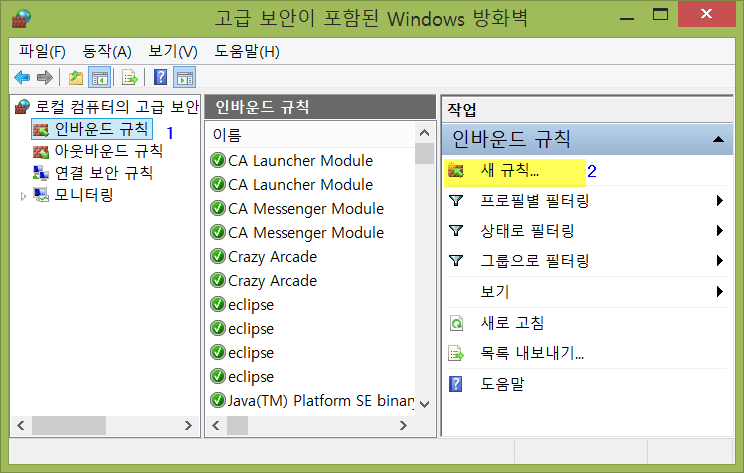 고급 보안이 포함된 Windows 방화벽
파일(F) 동작(A) 보기(V) 도움말(H)
로컬 컴퓨터의 고급 보안
인바운드 규칙 1
아웃바운드 규칙
연결 보안 규칙
모니터링
인바운드 규칙
이름
CA Launcher Module
CA Launcher Module
CA Messenger Module
CA Messenger Module
Crazy Arcade
Crazy Arcade
eclipse
eclipse
eclipse
eclipse
Java(TM) Platform SE binary
작업
인바운드 규칙
새 규칙... 2
프로필별 필터링
상태로 필터링
그룹으로 필터링
보기
새로 고침
목록 내보내기...
도움말